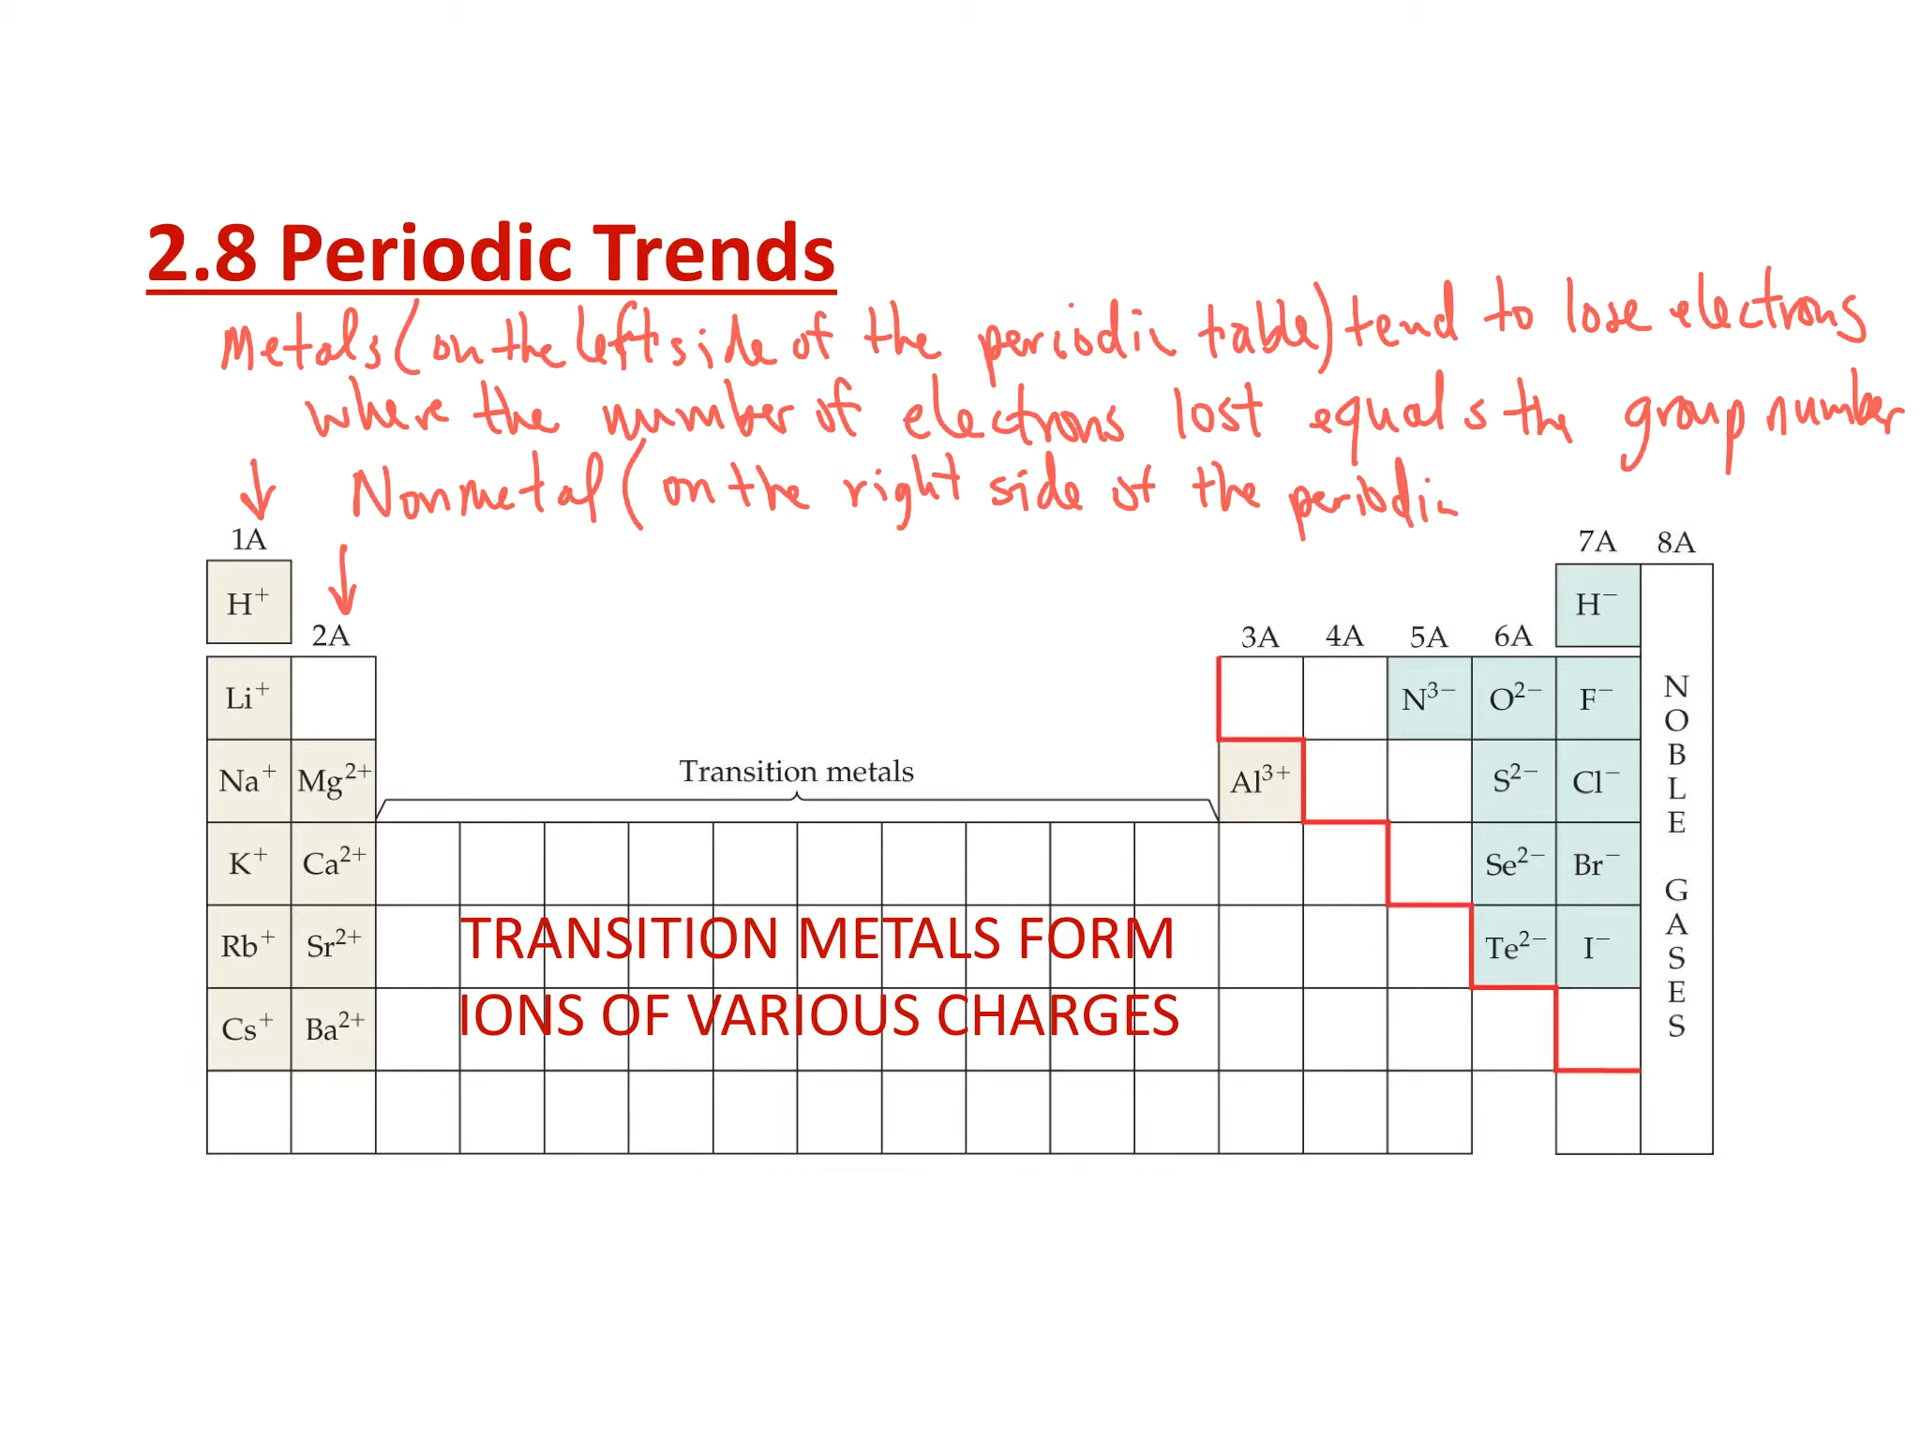 2.8 Periodic Trends
Metals (on the left side of the periodic table) tend to lose electrons
where the number of electrons lost equals the group number
Nonmetal (on the right side of the periodic
1A 7A 8A
H⁺ H⁻
2A 3A 4A 5A 6A
Li⁺ N³⁻ O²⁻ F⁻
Na⁺ Mg²⁺ Transition metals Al³⁺ S²⁻ Cl⁻
K⁺ Ca²⁺ Se²⁻ Br⁻
Rb⁺ Sr²⁺ TRANSITION METALS FORM Te²⁻ I⁻
Cs⁺ Ba²⁺ IONS OF VARIOUS CHARGES
NOBLE GASES